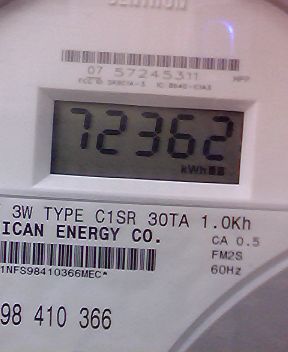 CENTRON
07 57245311
72362
kWh
3W TYPE C1SR 30TA 1.0Kh
ICAN ENERGY CO.
CA 0.5
FM2S
60Hz
1NFS98410366MEC*
98 410 366